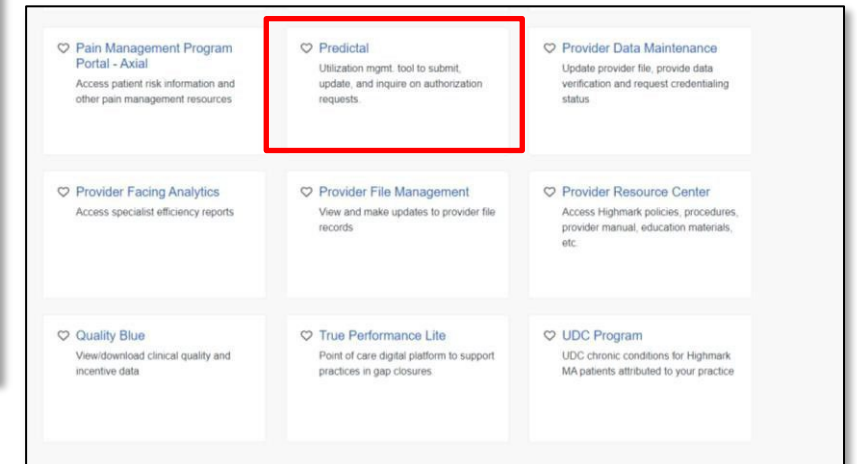 Pain Management Program
Portal - Axial
Access patient risk information and
other pain management resources
Predictal
Utilization mgmt. tool to submit,
update, and inquire on authorization
requests.
Provider Data Maintenance
Update provider file, provide data
verification and request credentialing
status
Provider Facing Analytics
Access specialist efficiency reports
Provider File Management
View and make updates to provider file
records
Provider Resource Center
Access Highmark policies, procedures,
provider manual, education materials,
etc.
Quality Blue
View/download clinical quality and
incentive data
True Performance Lite
Point of care digital platform to support
practices in gap closures
UDC Program
UDC chronic conditions for Highmark
MA patients attributed to your practice